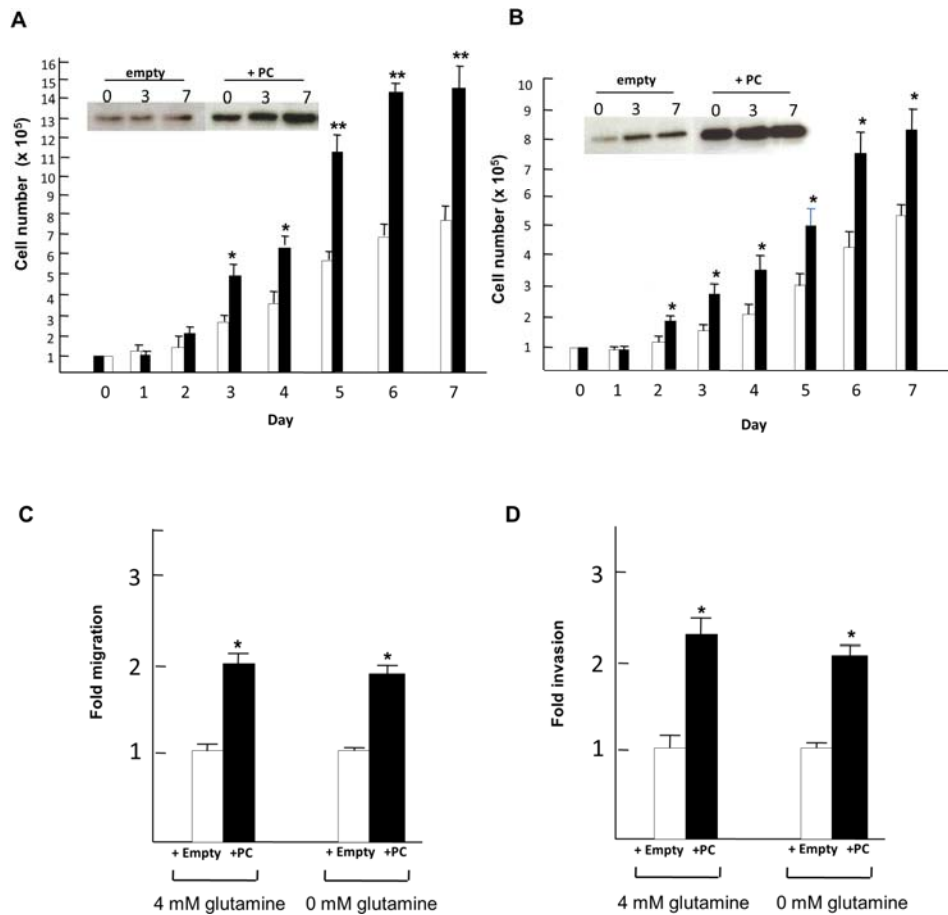 A
Cell number (x 10⁵)
16
15
14
13
12
11
10
9
8
7
6
5
4
3
2
1
empty
+ PC
0 3 7
0 3 7
* * ** ** **
0 1 2 3 4 5 6 7
Day
B
Cell number (x 10⁵)
10
9
8
7
6
5
4
3
2
1
empty
+ PC
0 3 7
0 3 7
* * * * * *
0 1 2 3 4 5 6 7
Day
C
Fold migration
3
2
1
* *
+ Empty +PC + Empty +PC
4 mM glutamine 0 mM glutamine
D
Fold invasion
3
2
1
* *
+ Empty +PC + Empty +PC
4 mM glutamine 0 mM glutamine